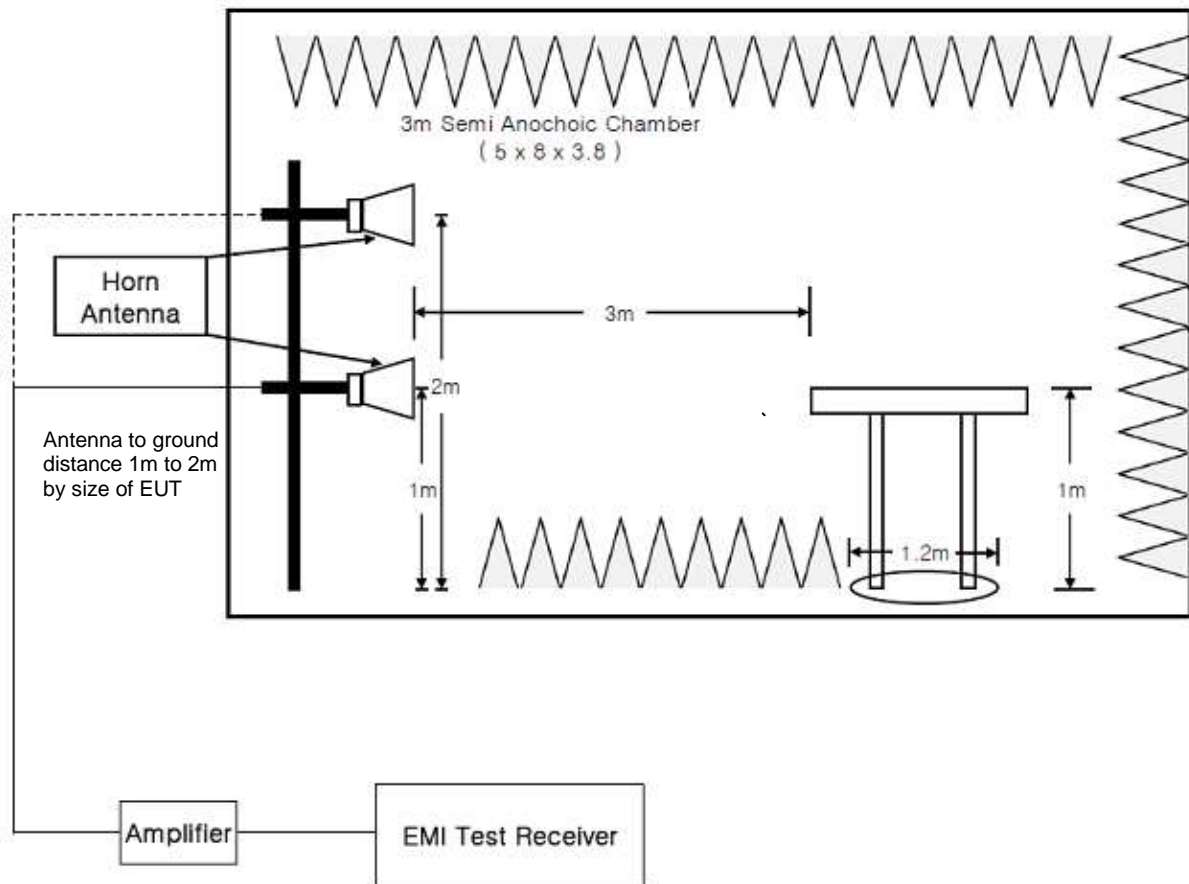 3m Semi Anochoic Chamber
( 5 x 8 x 3.8 )
Horn
Antenna
3m
2m
Antenna to ground
distance 1m to 2m
by size of EUT
1m
1m
1.2m
Amplifier
EMI Test Receiver